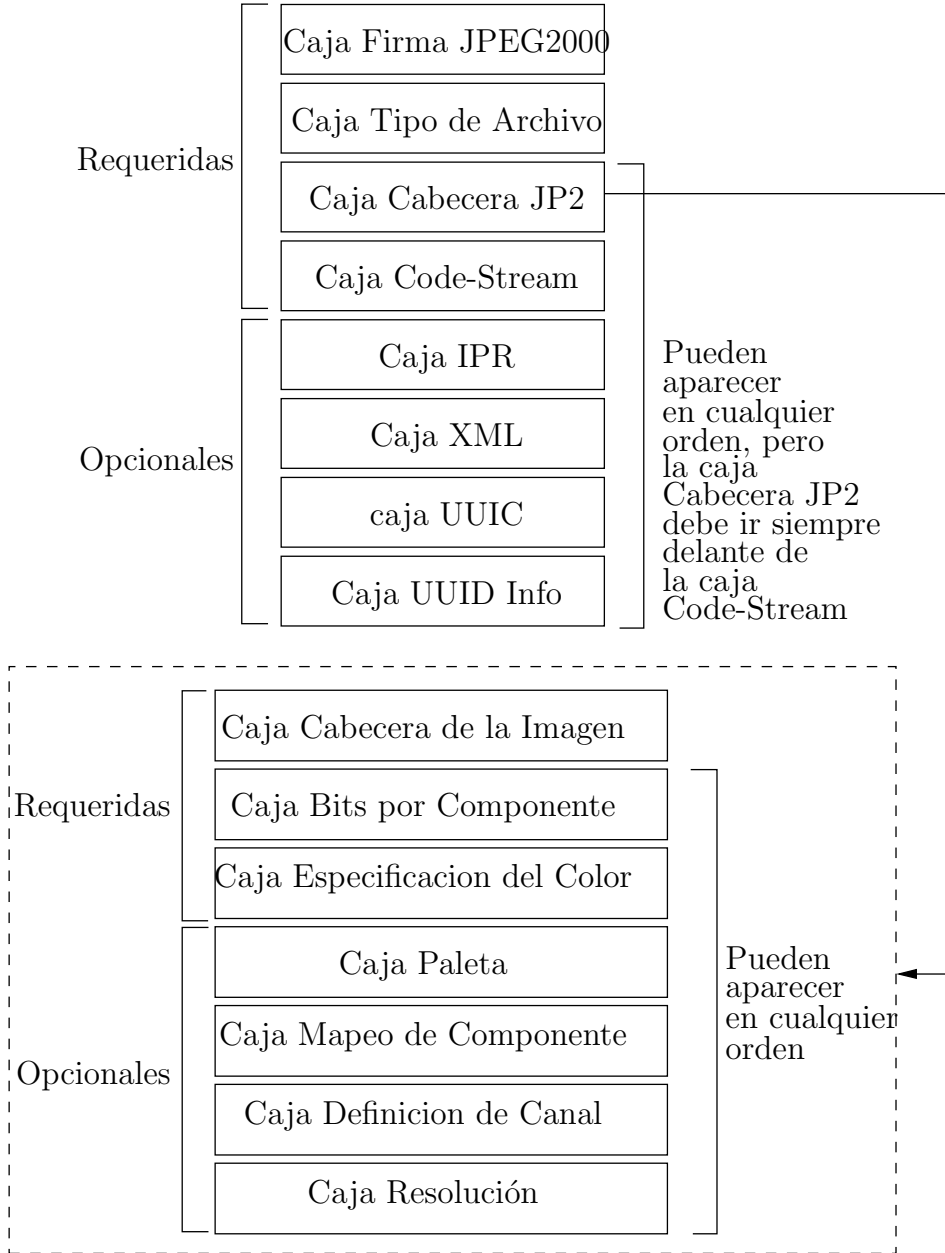 Caja Firma JPEG2000
Caja Tipo de Archivo
Requeridas
Caja Cabecera JP2
Caja Code-Stream
Caja IPR
Caja XML
Opcionales
caja UUIC
Caja UUID Info
Pueden
aparecer
en cualquier
orden, pero
la caja
Cabecera JP2
debe ir siempre
delante de
la caja
Code-Stream
Caja Cabecera de la Imagen
Requeridas
Caja Bits por Componente
Caja Especificacion del Color
Caja Paleta
Caja Mapeo de Componente
Opcionales
Caja Definicion de Canal
Caja Resolución
Pueden
aparecer
en cualquier
orden